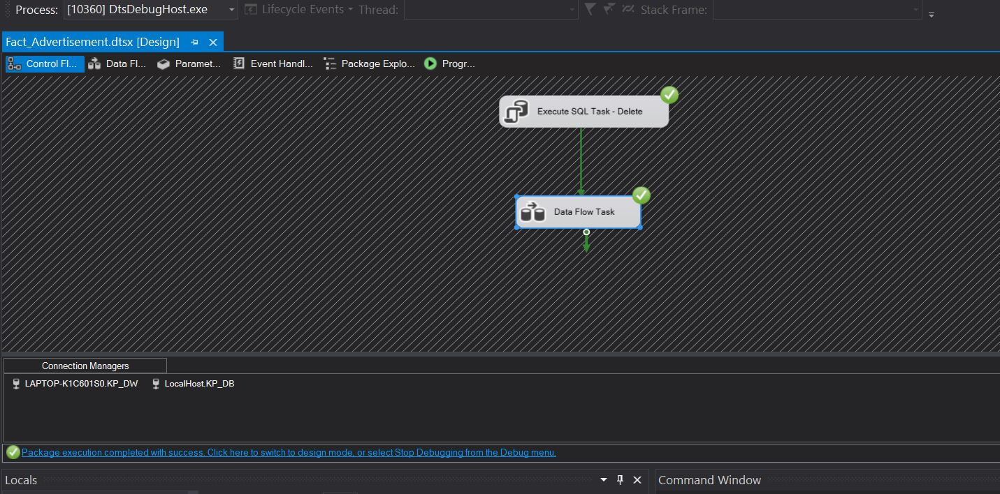 Process: [10360] DtsDebugHost.exe Lifecycle Events Thread: Stack Frame:
Fact_Advertisement.dtsx [Design]
Control Fl... Data Fl... Paramet... Event Handl... Package Explo... Progr...
Execute SQL Task - Delete
Data Flow Task
Connection Managers
LAPTOP-K1C601S0.KP_DW LocalHost.KP_DB
Package execution completed with success. Click here to switch to design mode, or select Stop Debugging from the Debug menu.
Locals Command Window